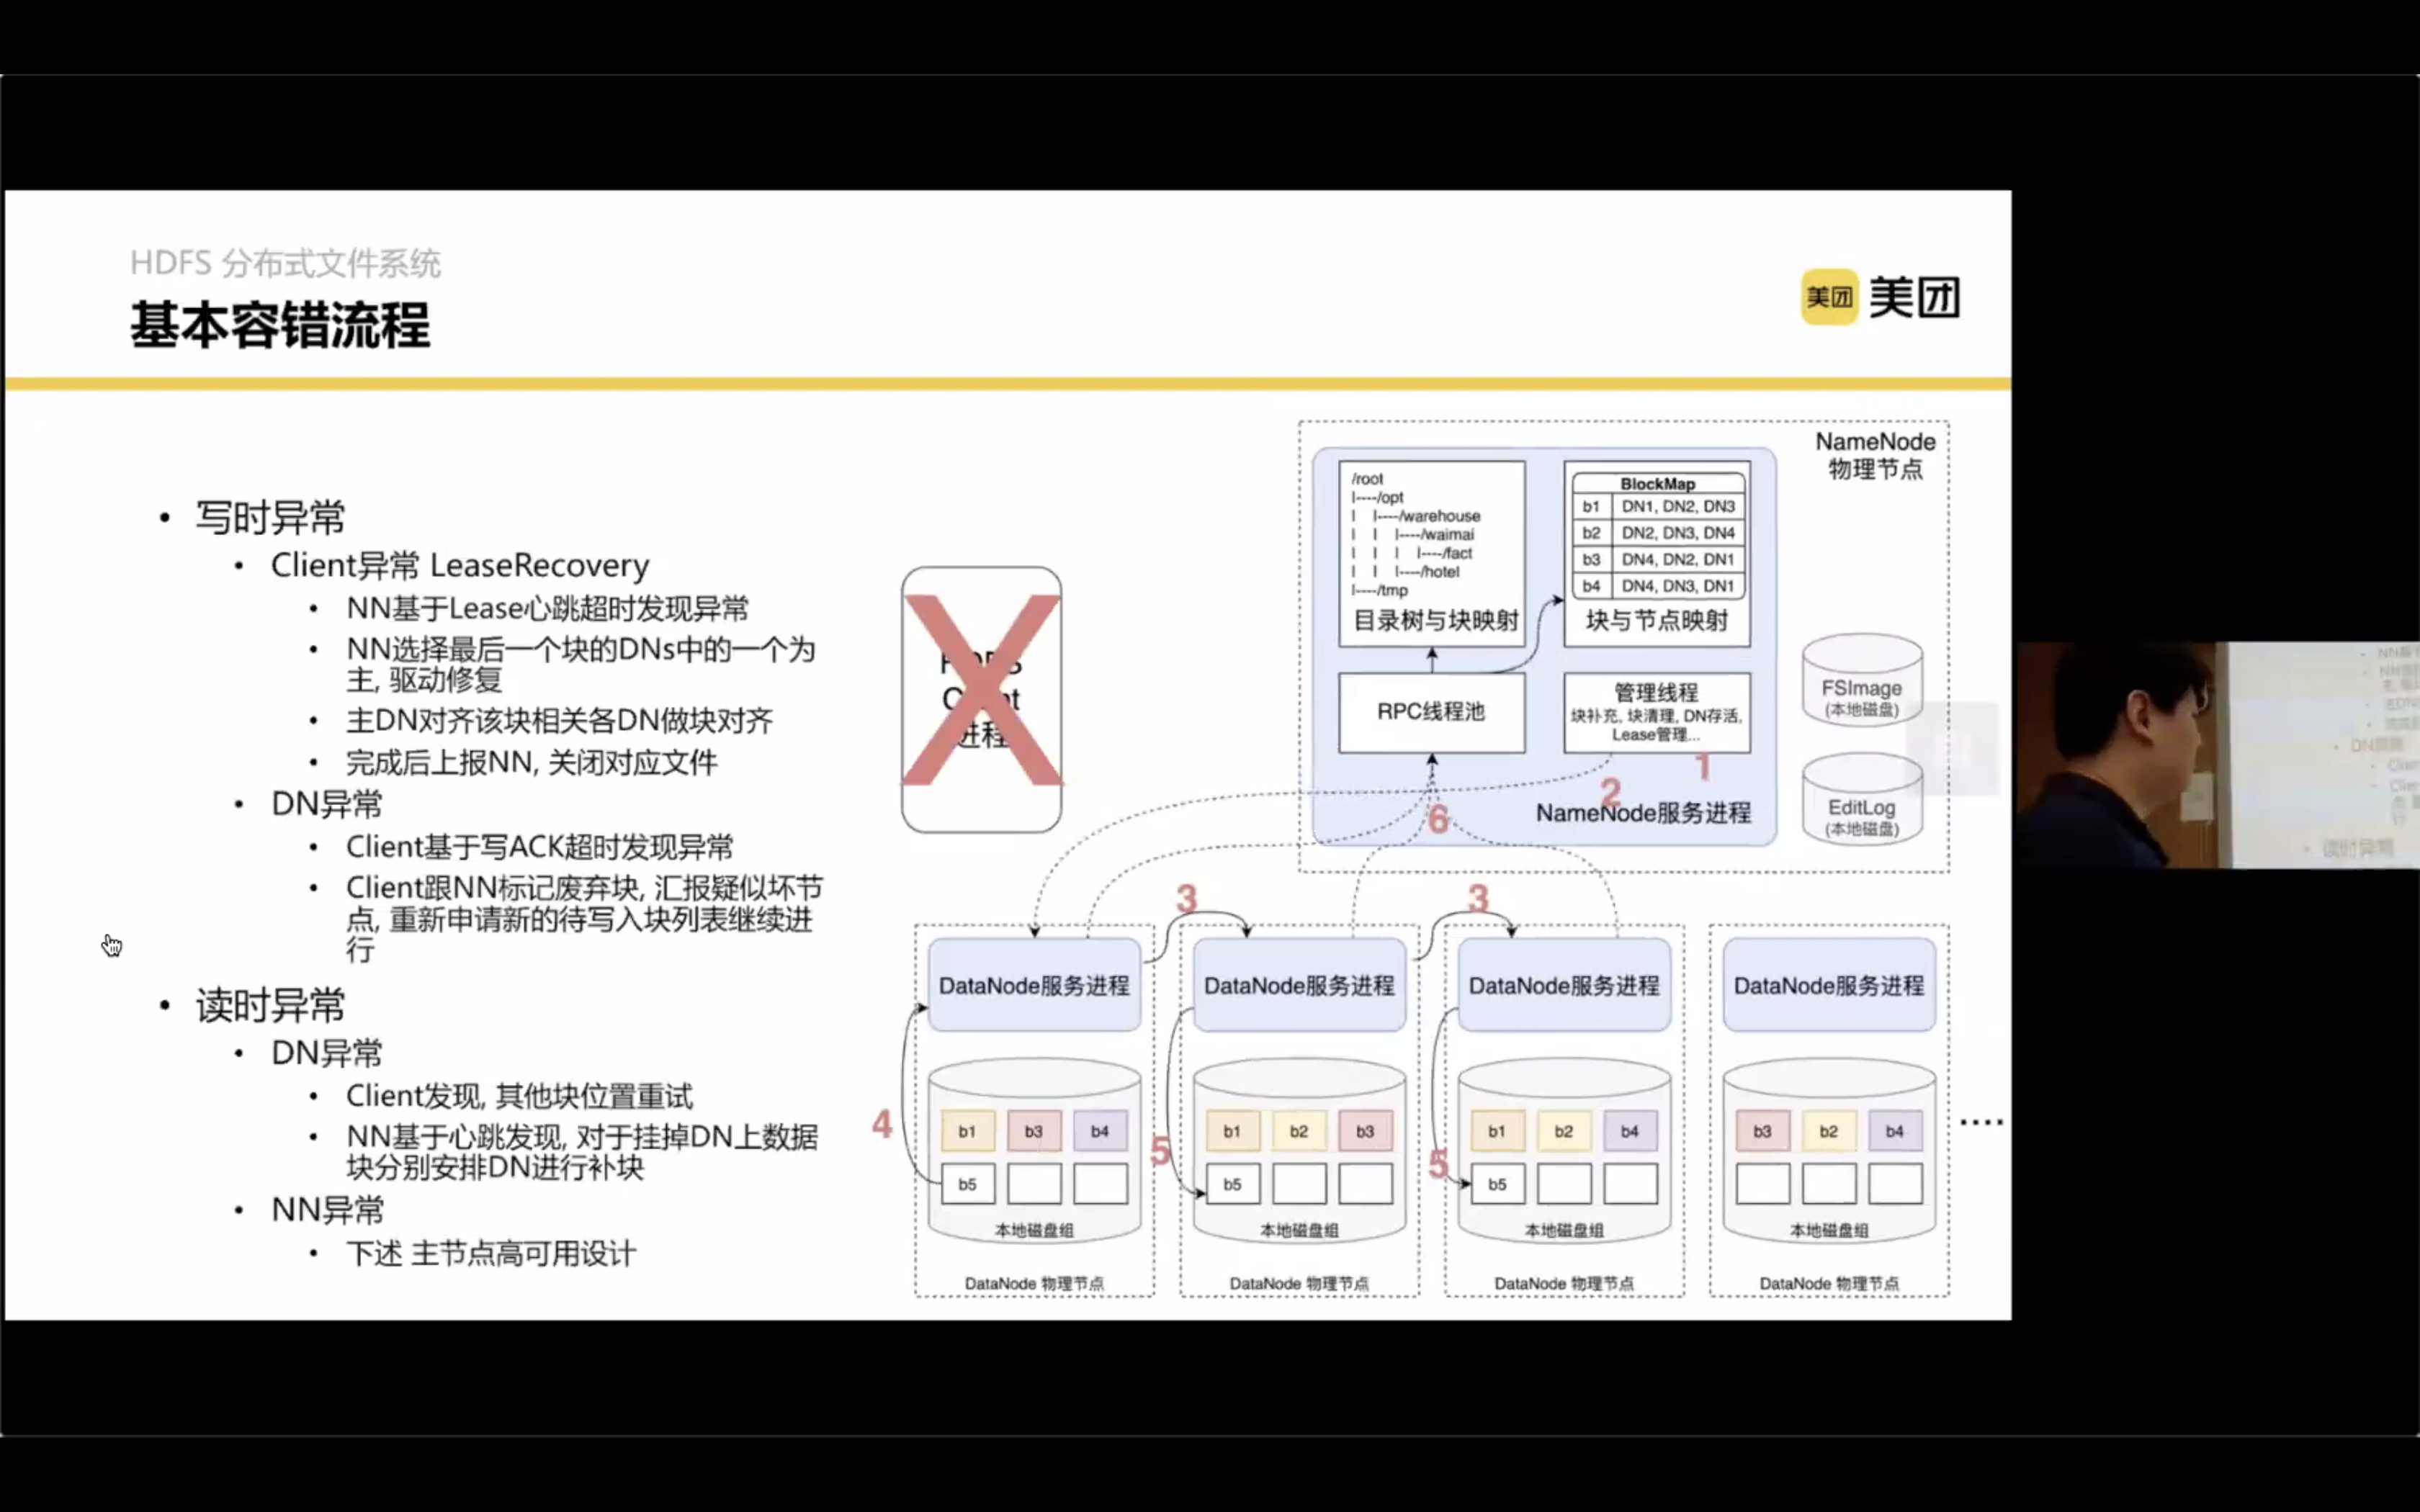 HDFS 分布式文件系统
基本容错流程
美团 美团
• 写时异常
• Client异常 LeaseRecovery
• NN基于Lease心跳超时发现异常
• NN选择最后一个块的DNs中的一个为
主, 驱动修复
• 主DN对齐该块相关各DN做块对齐
• 完成后上报NN, 关闭对应文件
• DN异常
• Client基于写ACK超时发现异常
• Client跟NN标记废弃块, 汇报疑似坏节
点, 重新申请新的待写入块列表继续进
行
• 读时异常
• DN异常
• Client发现, 其他块位置重试
• NN基于心跳发现, 对于挂掉DN上数据
块分别安排DN进行补块
• NN异常
• 下述 主节点高可用设计
HDFS
Client
进程
NameNode
物理节点
/root
|----/opt
| |----/warehouse
| | |----/waimai
| | | |----/fact
| | |----/hotel
|----/tmp
目录树与块映射
BlockMap
b1 DN1, DN2, DN3
b2 DN2, DN3, DN4
b3 DN4, DN2, DN1
b4 DN4, DN3, DN1
块与节点映射
RPC线程池
管理线程
块补充, 块清理, DN存活,
Lease管理...
1
2
6
NameNode服务进程
FSImage
(本地磁盘)
EditLog
(本地磁盘)
3 3
DataNode服务进程 DataNode服务进程 DataNode服务进程 DataNode服务进程
4 5 5
b1 b3 b4 b1 b2 b3 b1 b2 b4 b3 b2 b4
b5 b5 b5
本地磁盘组 本地磁盘组 本地磁盘组 本地磁盘组
DataNode 物理节点 DataNode 物理节点 DataNode 物理节点 DataNode 物理节点
....
• DN异常
• 读时异常